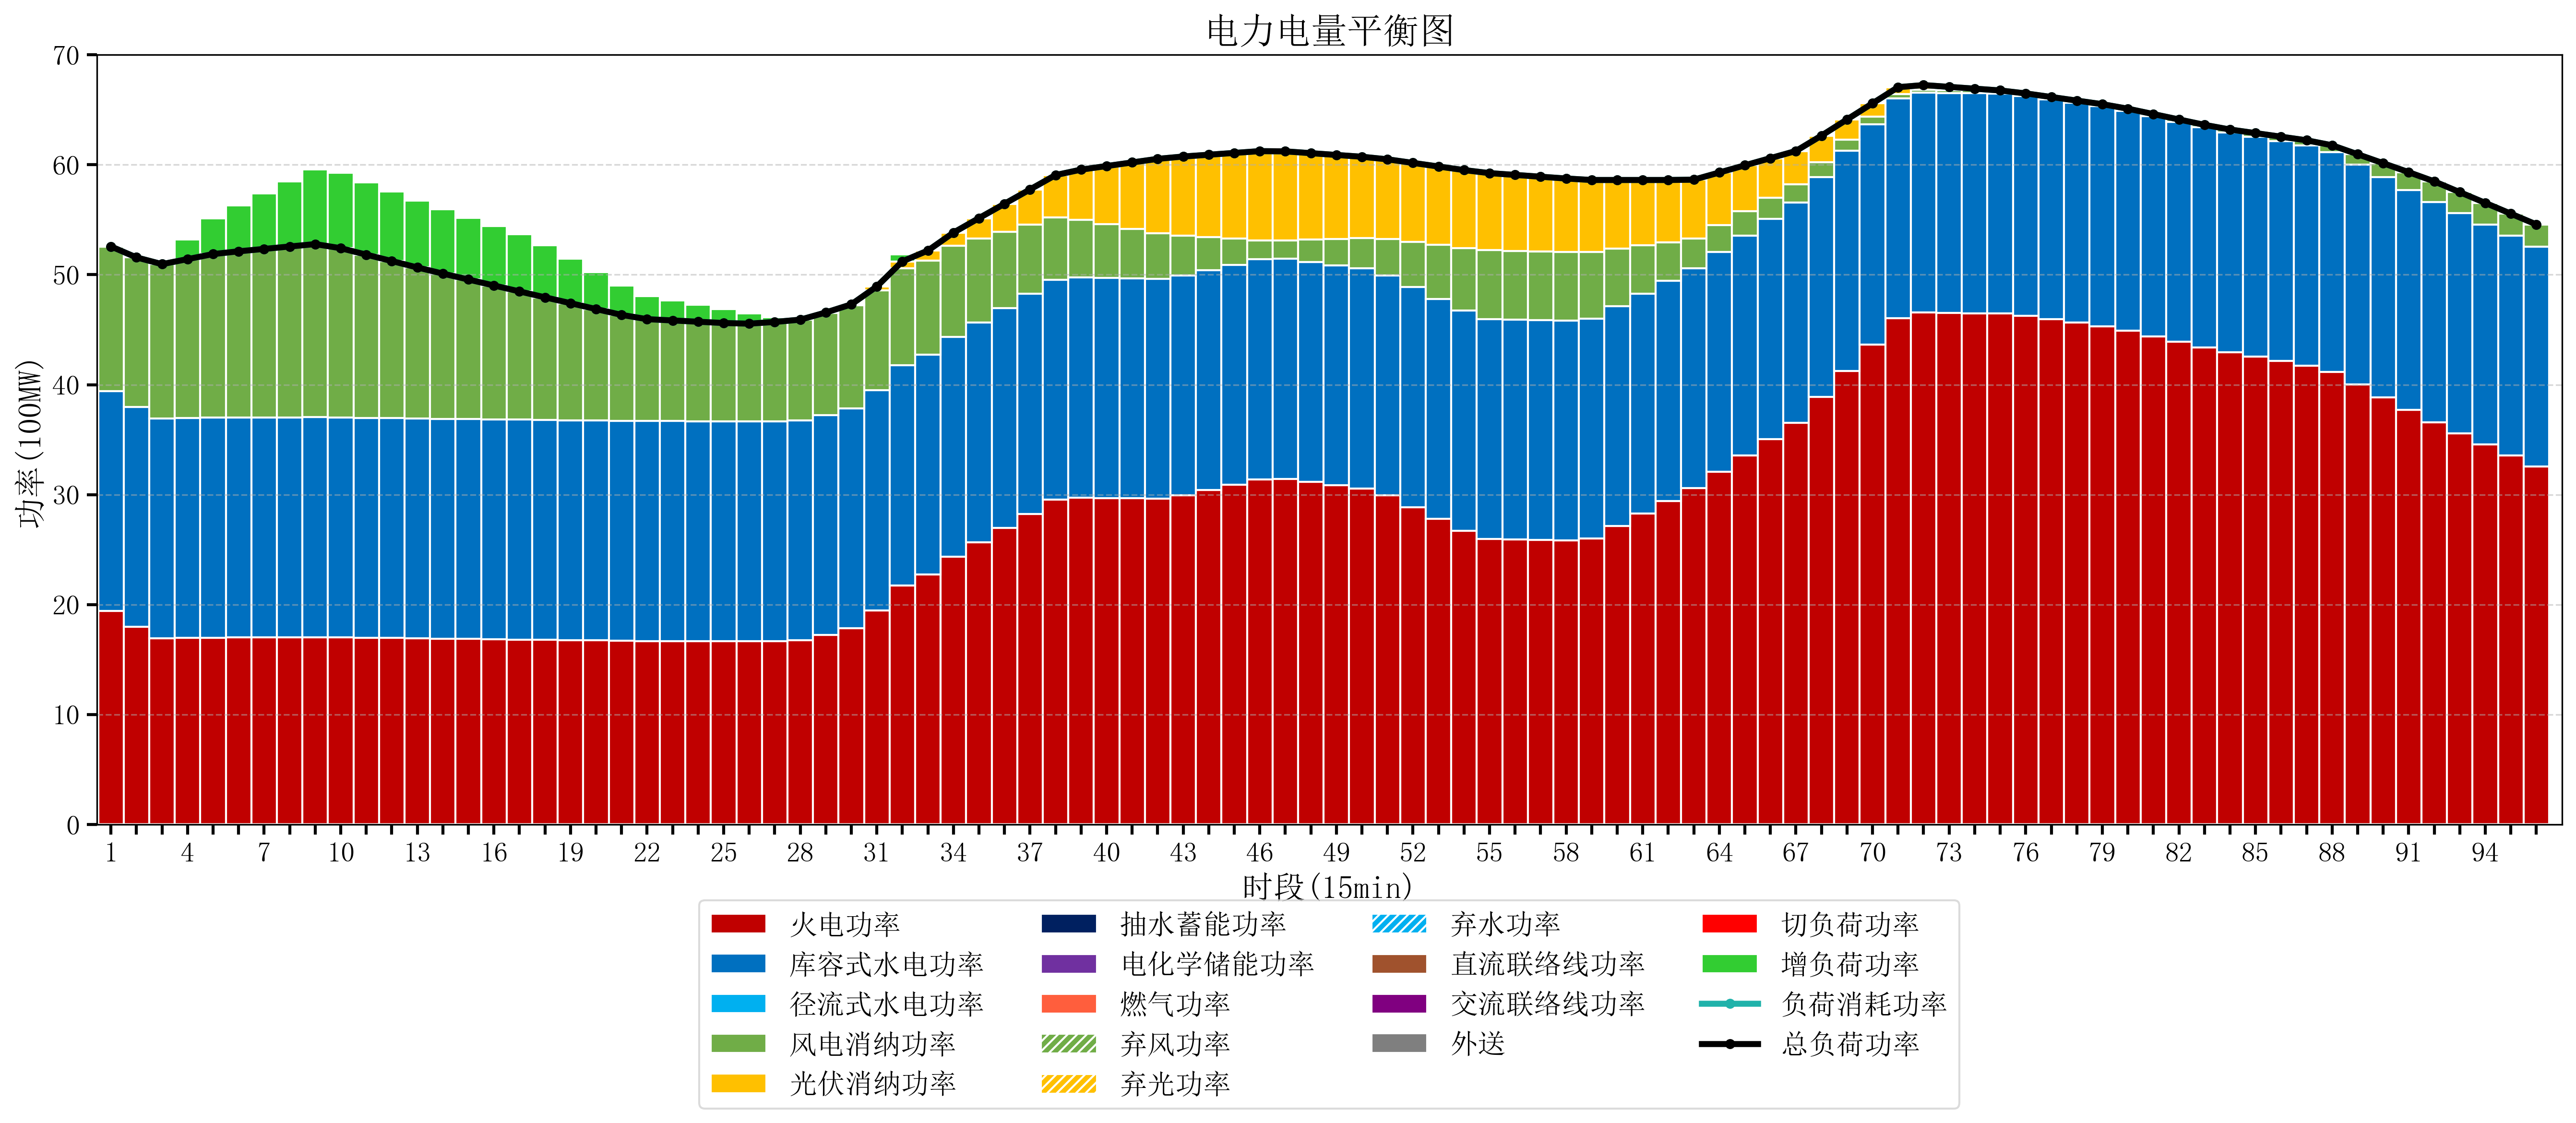 电力电量平衡图
70
60
50
40
30
20
10
0
功率(100MW)
1 4 7 10 13 16 19 22 25 28 31 34 37 40 43 46 49 52 55 58 61 64 67 70 73 76 79 82 85 88 91 94
时段(15min)
火电功率 抽水蓄能功率 弃水功率 切负荷功率
库容式水电功率 电化学储能功率 直流联络线功率 增负荷功率
径流式水电功率 燃气功率 交流联络线功率 负荷消耗功率
风电消纳功率 弃风功率 外送 总负荷功率
光伏消纳功率 弃光功率